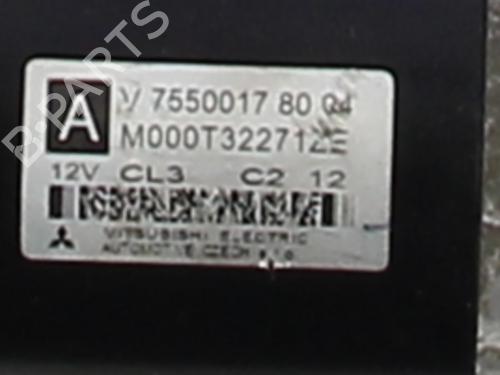 A
V 7550017 80 04
M000T32271ZE
12V CL3 C2 12
MITSUBISHI ELECTRIC
AUTOMOTIVE CZECH s.r.o
B-PARTS